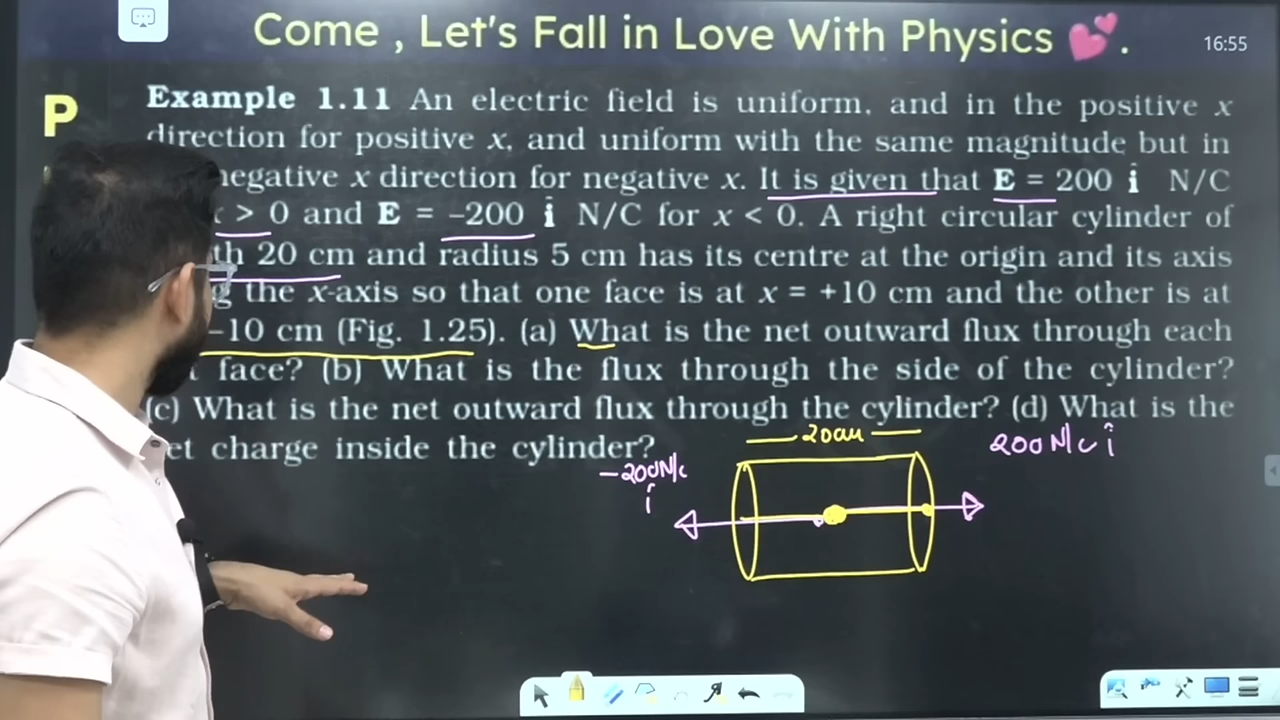 Come , Let's Fall in Love With Physics 💕.
16:55
P
Example 1.11 An electric field is uniform, and in the positive x
direction for positive x, and uniform with the same magnitude but in
negative x direction for negative x. It is given that E = 200 î N/C
> 0 and E = –200 î N/C for x < 0. A right circular cylinder of
th 20 cm and radius 5 cm has its centre at the origin and its axis
g the x-axis so that one face is at x = +10 cm and the other is at
–10 cm (Fig. 1.25). (a) What is the net outward flux through each
face? (b) What is the flux through the side of the cylinder?
(c) What is the net outward flux through the cylinder? (d) What is the
et charge inside the cylinder?
20cm
200N/c î
–200N/c
î